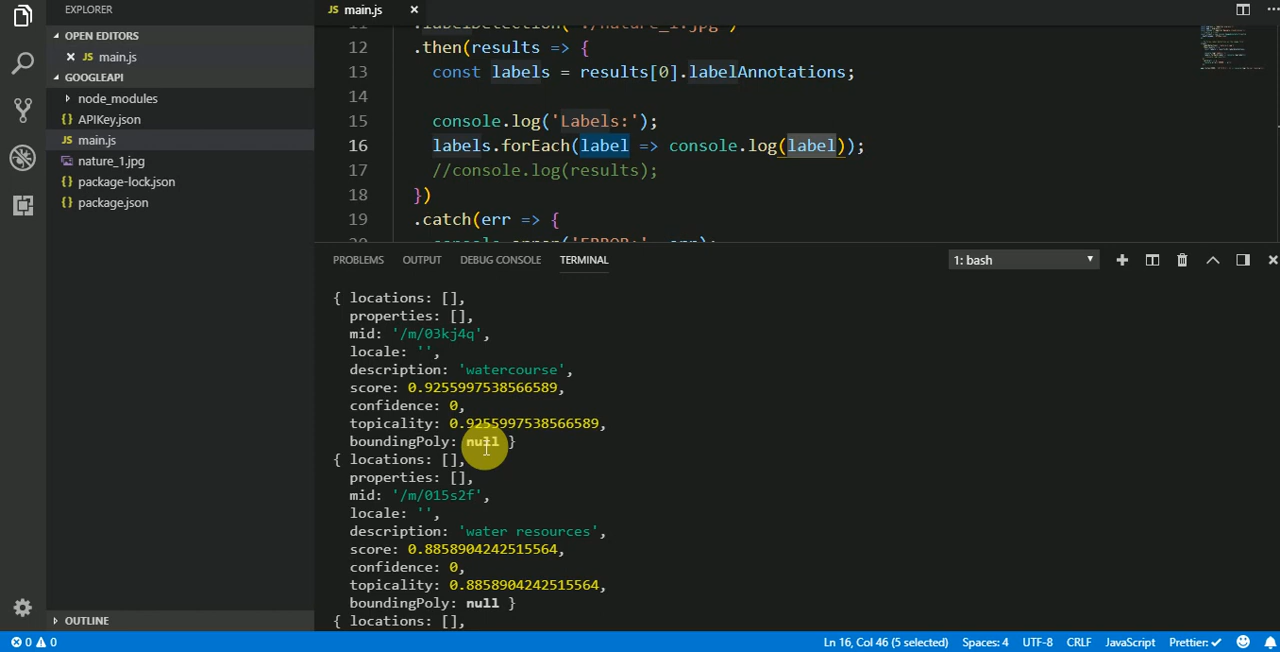 EXPLORER
JS main.js ×
OPEN EDITORS
× JS main.js
GOOGLEAPI
node_modules
{} APIKey.json
JS main.js
nature_1.jpg
{} package-lock.json
{} package.json
OUTLINE
12 .then(results => {
13 const labels = results[0].labelAnnotations;
14
15 console.log('Labels:');
16 labels.forEach(label => console.log(label));
17 //console.log(results);
18 })
19 .catch(err => {
PROBLEMS OUTPUT DEBUG CONSOLE TERMINAL 1: bash
{ locations: [],
properties: [],
mid: '/m/03kj4q',
locale: '',
description: 'watercourse',
score: 0.9255997538566589,
confidence: 0,
topicality: 0.9255997538566589,
boundingPoly: null }
{ locations: [],
properties: [],
mid: '/m/015s2f',
locale: '',
description: 'water resources',
score: 0.8858904242515564,
confidence: 0,
topicality: 0.8858904242515564,
boundingPoly: null }
{ locations: [],
0 0 Ln 16, Col 46 (5 selected) Spaces: 4 UTF-8 CRLF JavaScript Prettier: ✓